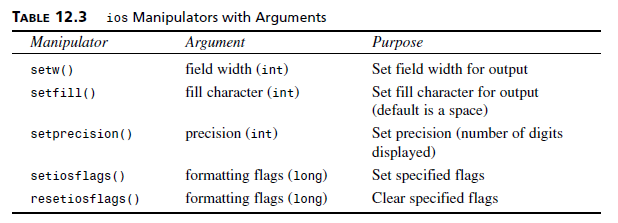 TABLE 12.3 ios Manipulators with Arguments
Manipulator Argument Purpose
setw() field width (int) Set field width for output
setfill() fill character (int) Set fill character for output
(default is a space)
setprecision() precision (int) Set precision (number of digits
displayed)
setiosflags() formatting flags (long) Set specified flags
resetiosflags() formatting flags (long) Clear specified flags